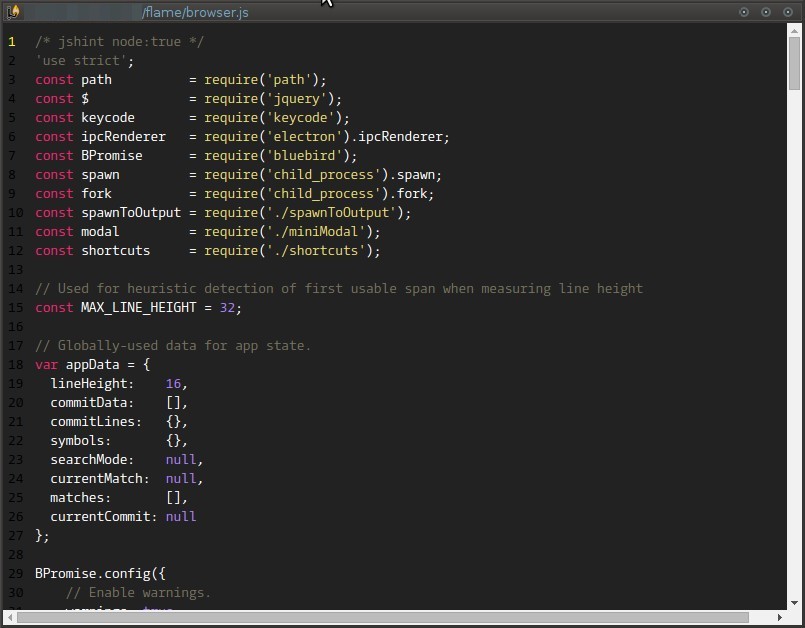 /flame/browser.js
1 /* jshint node:true */
2 'use strict';
3 const path          = require('path');
4 const $             = require('jquery');
5 const keycode       = require('keycode');
6 const ipcRenderer   = require('electron').ipcRenderer;
7 const BPromise      = require('bluebird');
8 const spawn         = require('child_process').spawn;
9 const fork          = require('child_process').fork;
10 const spawnToOutput = require('./spawnToOutput');
11 const modal         = require('./miniModal');
12 const shortcuts     = require('./shortcuts');
13
14 // Used for heuristic detection of first usable span when measuring line height
15 const MAX_LINE_HEIGHT = 32;
16
17 // Globally-used data for app state.
18 var appData = {
19   lineHeight:    16,
20   commitData:    [],
21   commitLines:   {},
22   symbols:       {},
23   searchMode:    null,
24   currentMatch:  null,
25   matches:       [],
26   currentCommit: null
27 };
28
29 BPromise.config({
30     // Enable warnings.
31     warnings: true